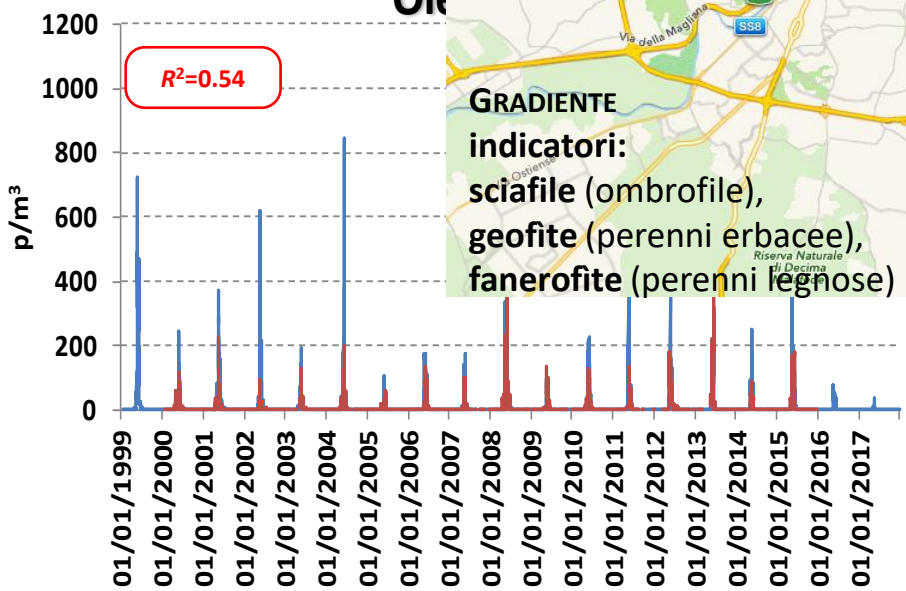 1200
1000
800
600
400
200
0
p/m³
R²=0.54
Via della Magliana
SS8
GRADIENTE
indicatori:
Ostiense
sciafile (ombrofile),
geofite (perenni erbacee),
Riserva Naturale
di Decima
fanerofite (perenni legnose)
01/01/1999
01/01/2000
01/01/2001
01/01/2002
01/01/2003
01/01/2004
01/01/2005
01/01/2006
01/01/2007
01/01/2008
01/01/2009
01/01/2010
01/01/2011
01/01/2012
01/01/2013
01/01/2014
01/01/2015
01/01/2016
01/01/2017